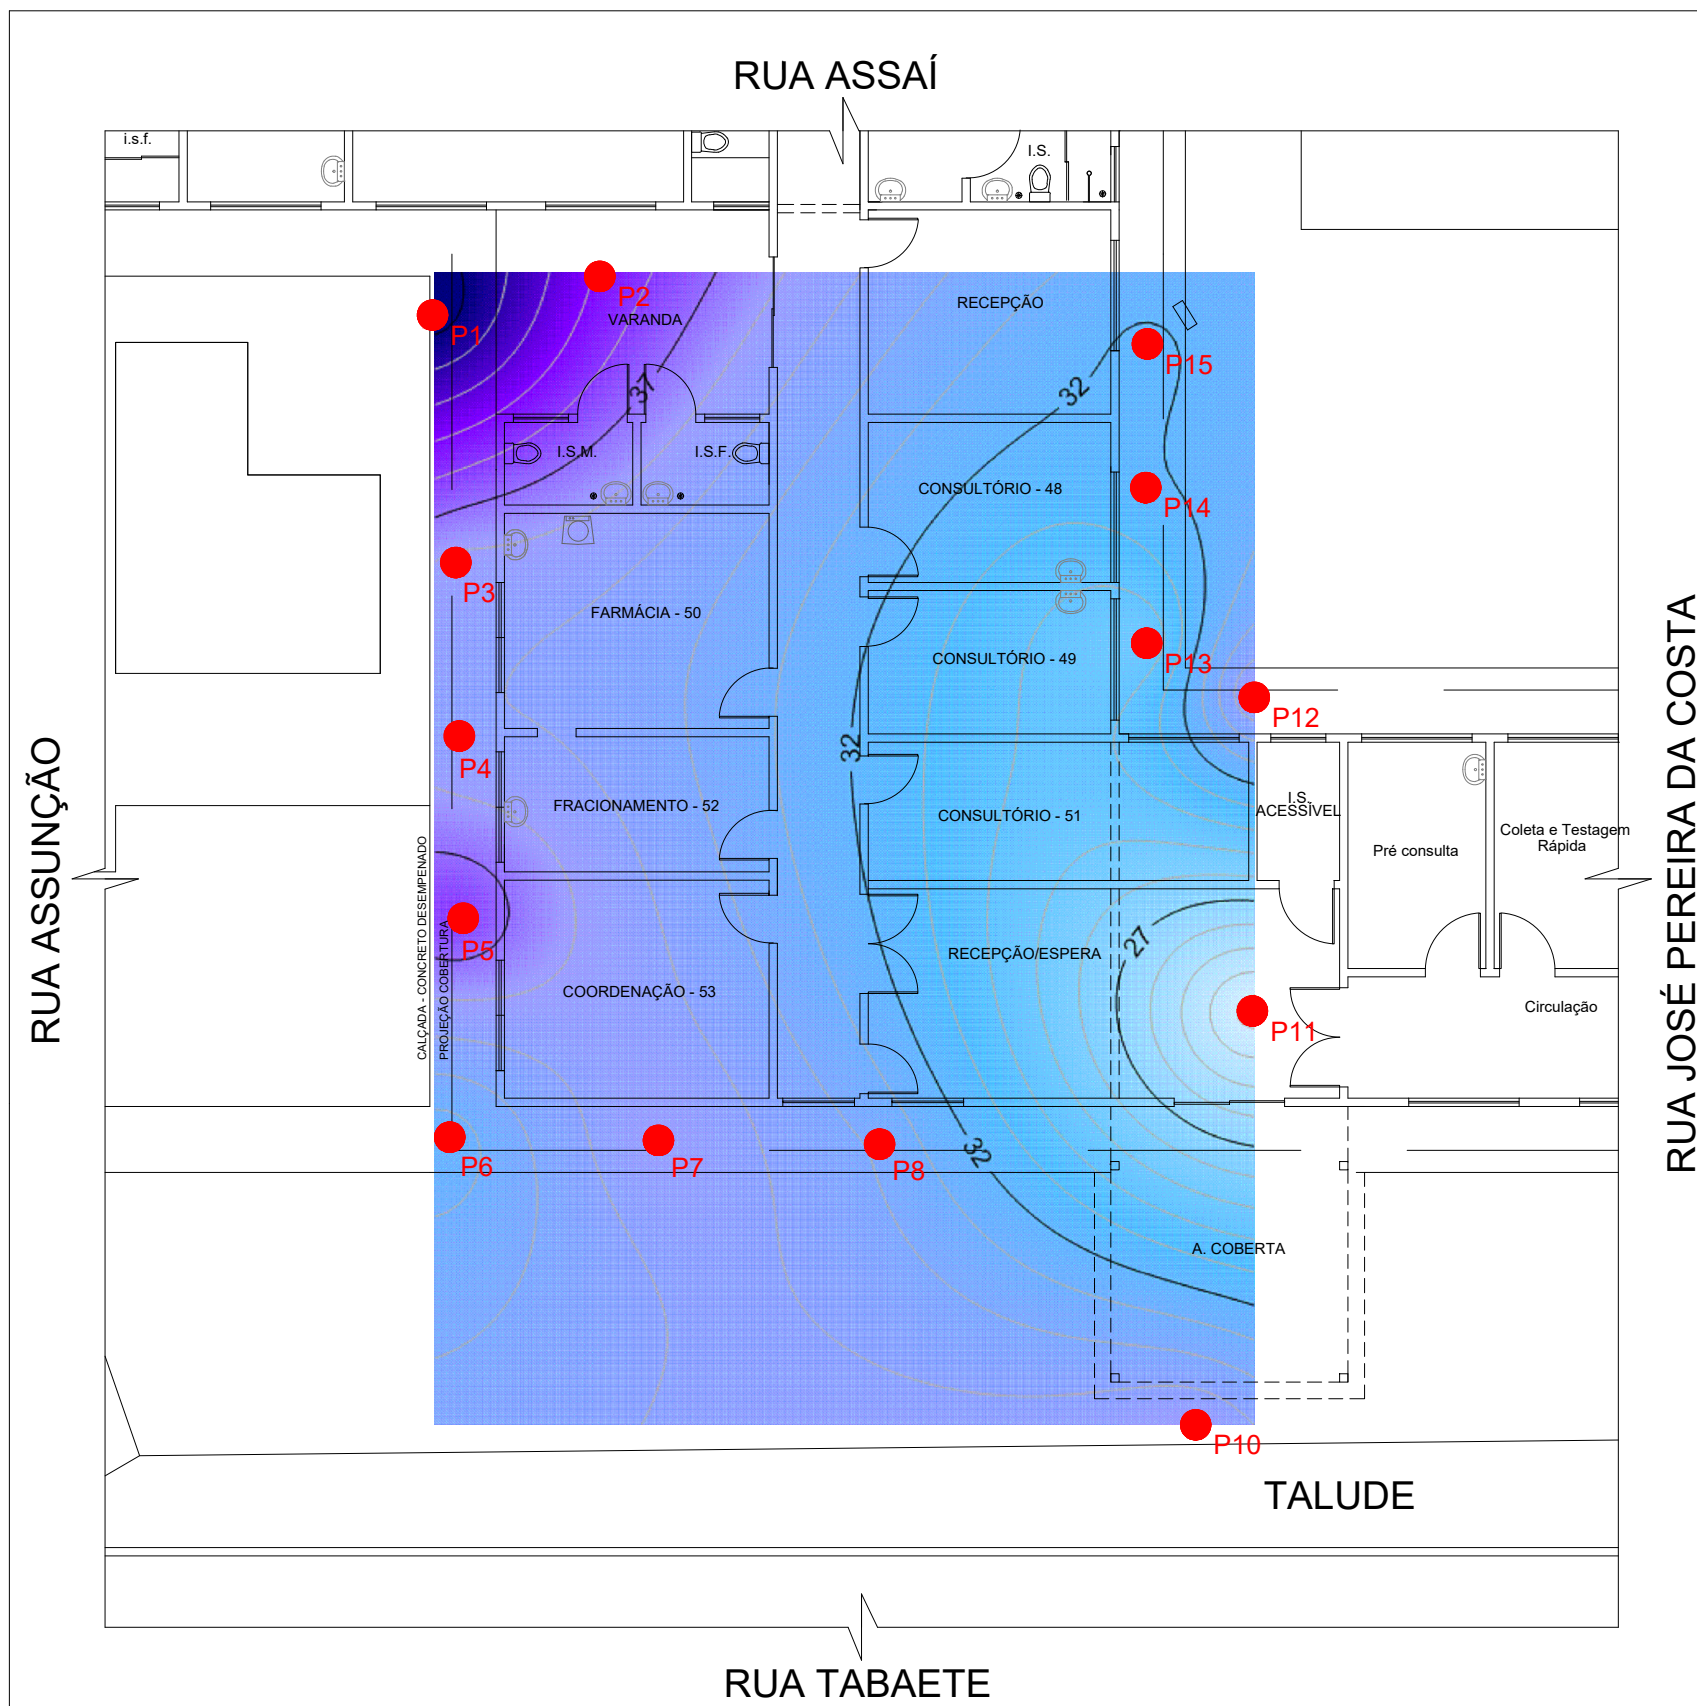 RUA ASSAÍ
i.s.f.
I.S.
P2
VARANDA
RECEPÇÃO
P1
P15
37
32
I.S.M.
I.S.F.
CONSULTÓRIO - 48
P14
P3
FARMÁCIA - 50
CONSULTÓRIO - 49
P13
P12
P4
32
FRACIONAMENTO - 52
CONSULTÓRIO - 51
I.S.
ACESSÍVEL
Pré consulta
Coleta e Testagem
Rápida
RUA ASSUNÇÃO
RUA JOSÉ PEREIRA DA COSTA
CALÇADA - CONCRETO DESEMPENADO
PROJEÇÃO COBERTURA
P5
27
RECEPÇÃO/ESPERA
COORDENAÇÃO - 53
Circulação
P11
P6
P7
P8
32
A. COBERTA
P10
TALUDE
RUA TABAETE